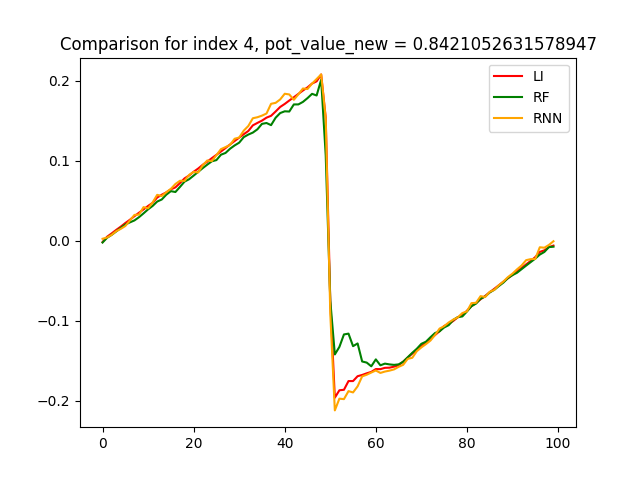 Comparison for index 4, pot_value_new = 0.8421052631578947
LI
RF
RNN
0.2
0.1
0.0
−0.1
−0.2
0 20 40 60 80 100